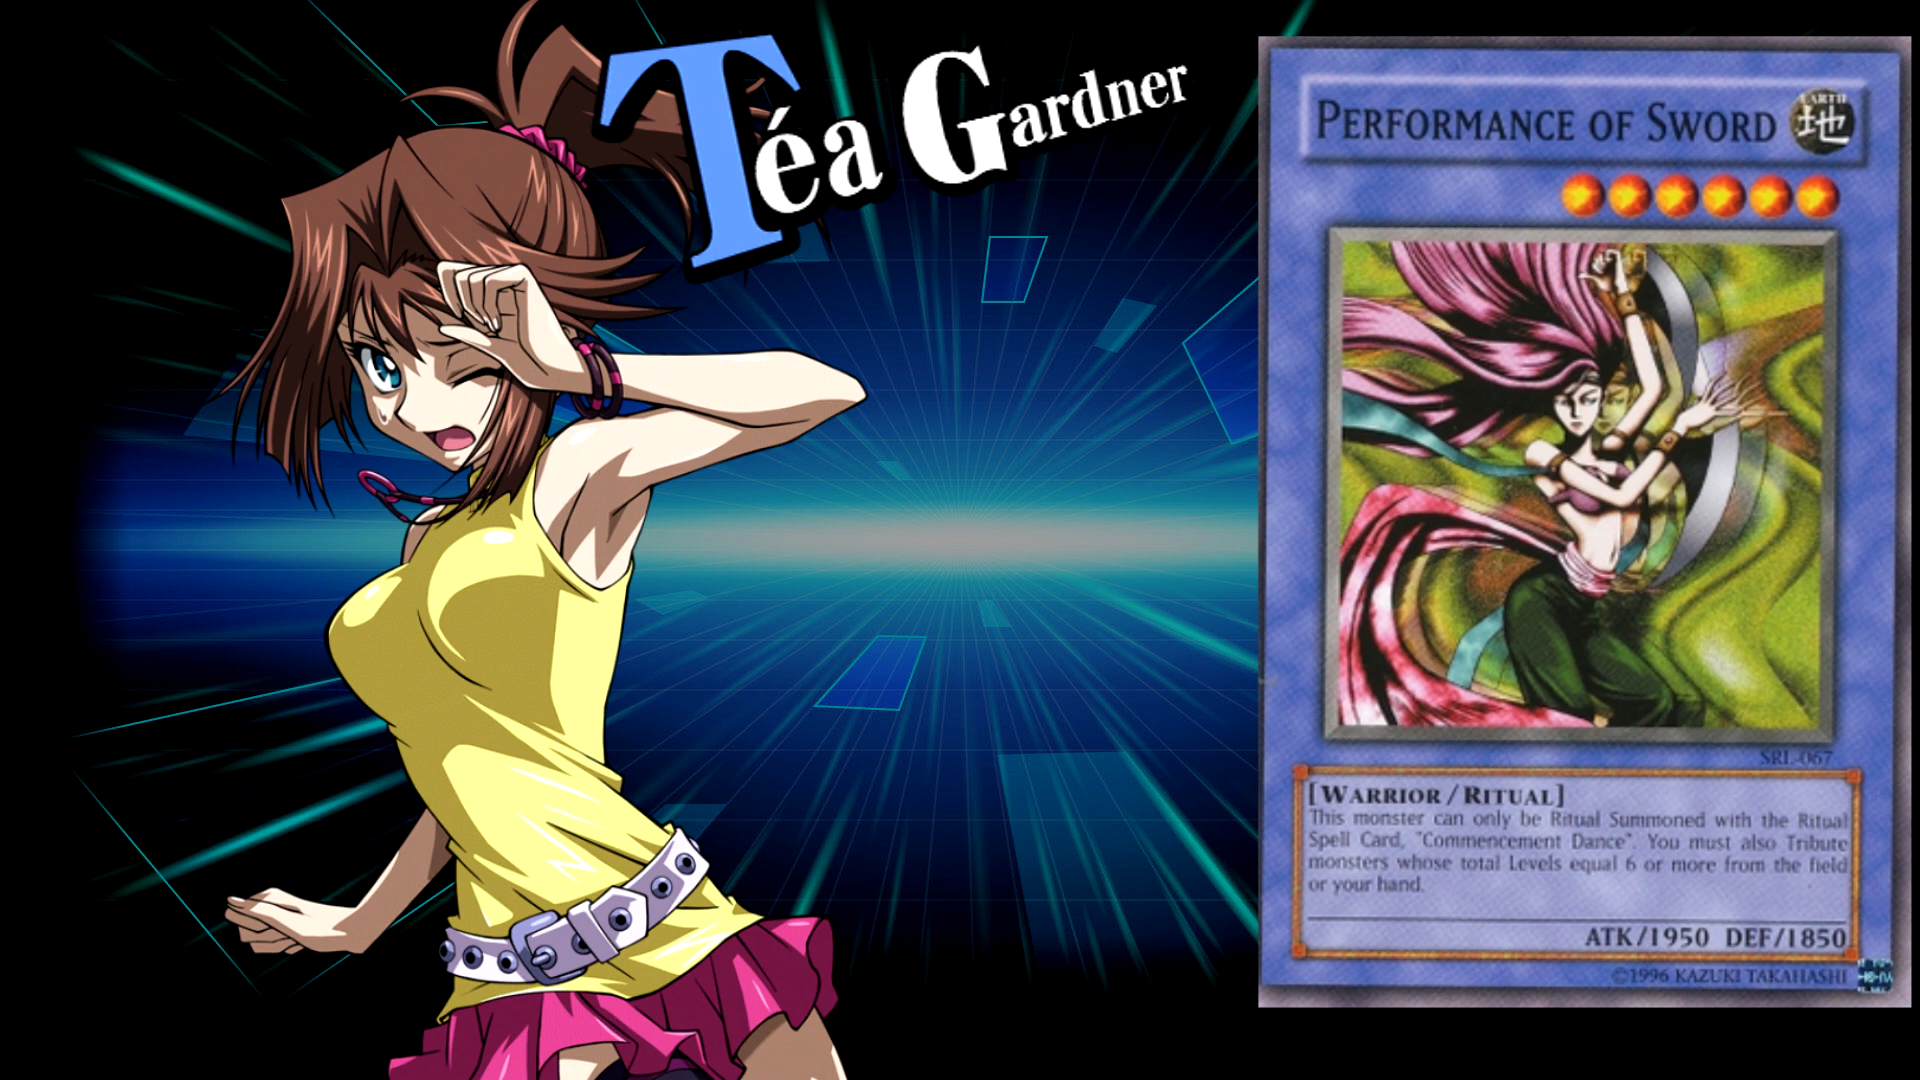 Téa Gardner
PERFORMANCE OF SWORD
EARTH
地
SRL-067
[WARRIOR/RITUAL]
This monster can only be Ritual Summoned with the Ritual
Spell Card, "Commencement Dance". You must also Tribute
monsters whose total Levels equal 6 or more from the field
or your hand.
ATK/1950 DEF/1850
©1996 KAZUKI TAKAHASHI